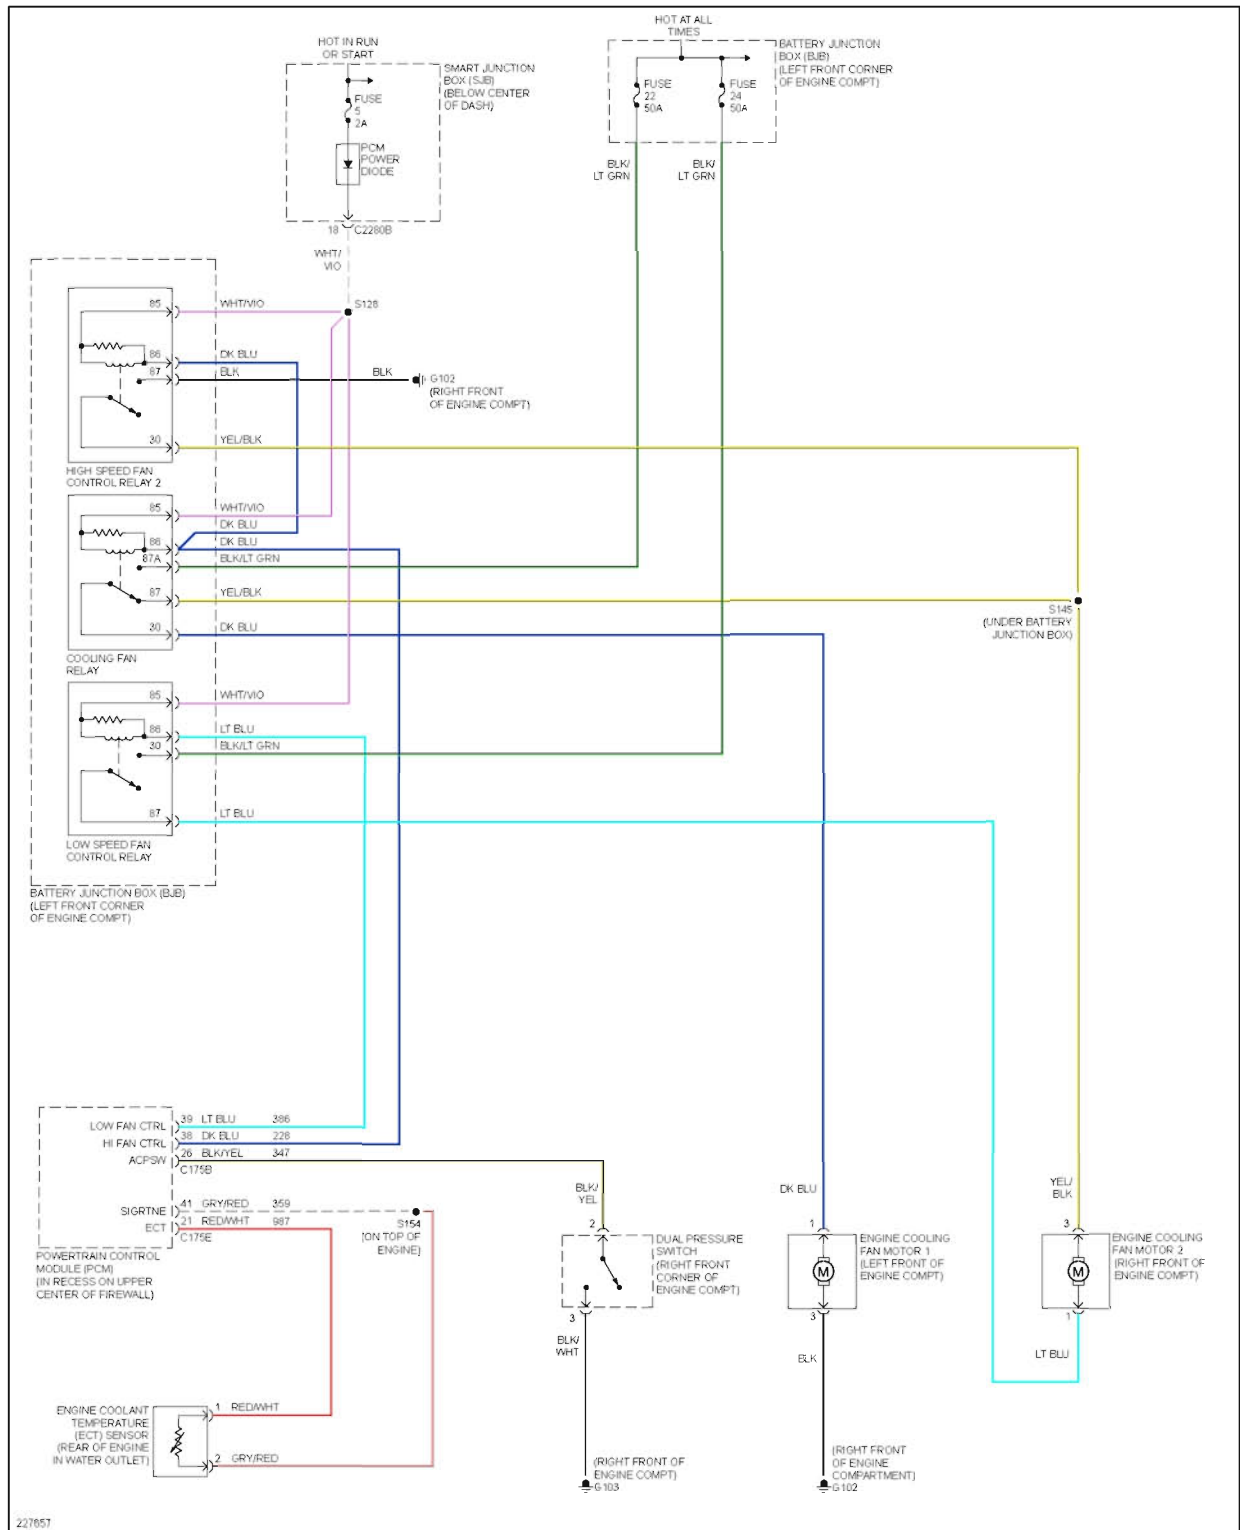 HOT AT ALL
TIMES
HOT IN RUN
OR START
BATTERY JUNCTION
BOX (BJB)
(LEFT FRONT CORNER
OF ENGINE COMPT)
SMART JUNCTION
BOX (SJB)
(BELOW CENTER
OF DASH)
FUSE
5
2A
FUSE
22
50A
FUSE
24
50A
PCM
POWER
DIODE
BLK/
LT GRN
BLK/
LT GRN
18
C2280B
WHT/
VIO
S128
85
WHT/VIO
86
DK BLU
87
BLK
BLK
G102
(RIGHT FRONT
OF ENGINE COMPT)
30
YEL/BLK
HIGH SPEED FAN
CONTROL RELAY 2
85
WHT/VIO
DK BLU
86
DK BLU
87A
BLK/LT GRN
87
YEL/BLK
S145
(UNDER BATTERY
JUNCTION BOX)
30
DK BLU
COOLING FAN
RELAY
85
WHT/VIO
86
LT BLU
30
BLK/LT GRN
87
LT BLU
LOW SPEED FAN
CONTROL RELAY
BATTERY JUNCTION BOX (BJB)
(LEFT FRONT CORNER
OF ENGINE COMPT)
LOW FAN CTRL
39
LT BLU
386
HI FAN CTRL
38
DK BLU
228
ACPSW
26
BLK/YEL
347
C175B
SIGRTNE
41
GRY/RED
359
ECT
21
RED/WHT
987
C175E
S154
(ON TOP OF
ENGINE)
POWERTRAIN CONTROL
MODULE (PCM)
(IN RECESS ON UPPER
CENTER OF FIREWALL)
BLK/
YEL
2
DUAL PRESSURE
SWITCH
(RIGHT FRONT
CORNER OF
ENGINE COMPT)
3
BLK/
WHT
DK BLU
1
ENGINE COOLING
FAN MOTOR 1
(LEFT FRONT OF
ENGINE COMPT)
M
3
BLK
YEL/
BLK
3
ENGINE COOLING
FAN MOTOR 2
(RIGHT FRONT OF
ENGINE COMPT)
M
1
LT BLU
ENGINE COOLANT
TEMPERATURE
(ECT) SENSOR
(REAR OF ENGINE
IN WATER OUTLET)
1
RED/WHT
2
GRY/RED
(RIGHT FRONT OF
ENGINE COMPT)
G103
(RIGHT FRONT
OF ENGINE
COMPARTMENT)
G102
227657